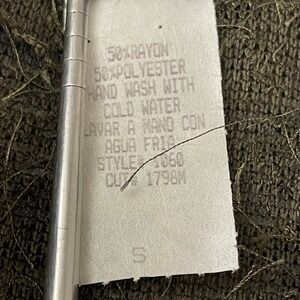 50%RAYON
50%POLYESTER
HAND WASH WITH
COLD WATER
LAVAR A MANO CON
AGUA FRIA
STYLE# 1060
CUT# 1798M
S